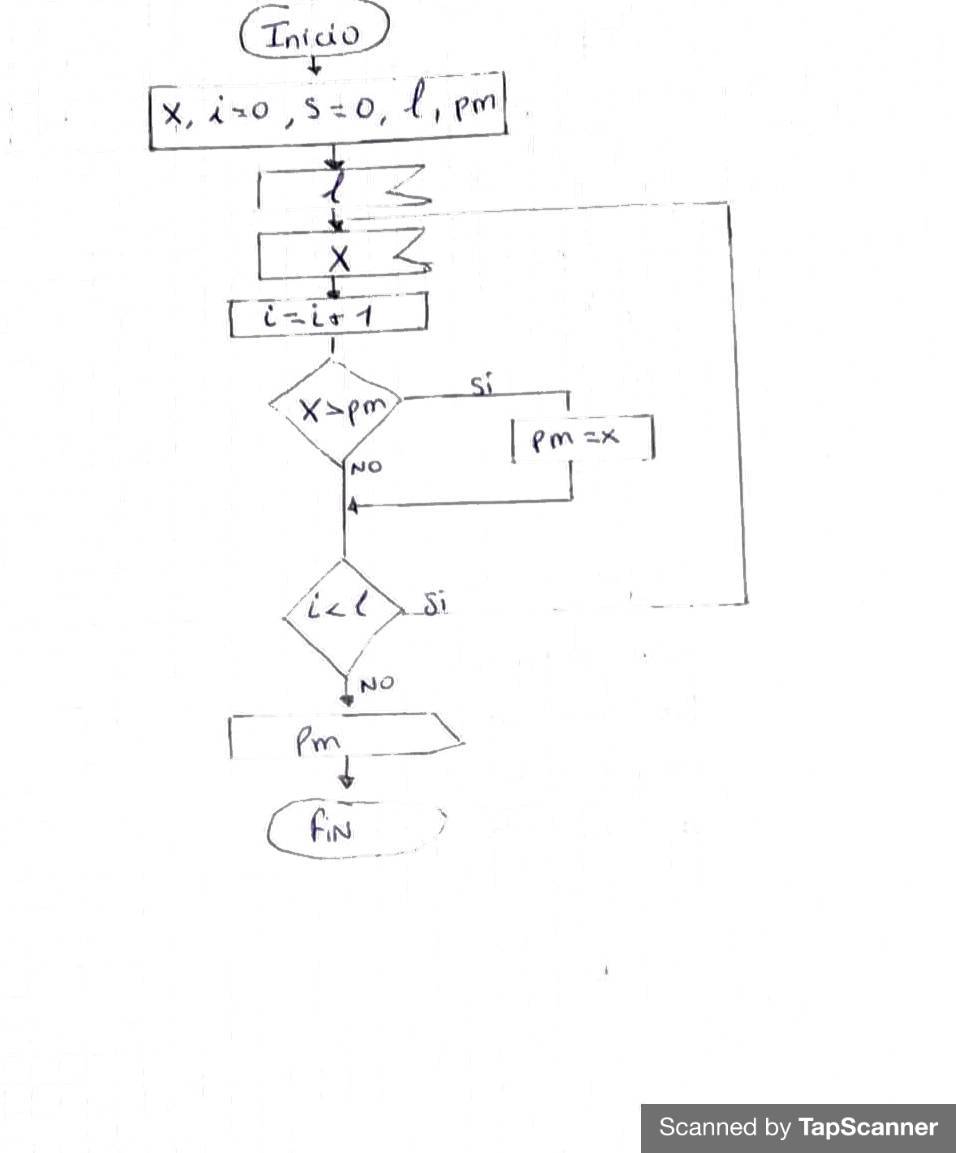 Inicio
X, i=0, s=0, l, pm
l
X
i=i+1
X>pm
Si
pm=x
NO
i<l
Si
NO
Pm
FiN
Scanned by TapScanner